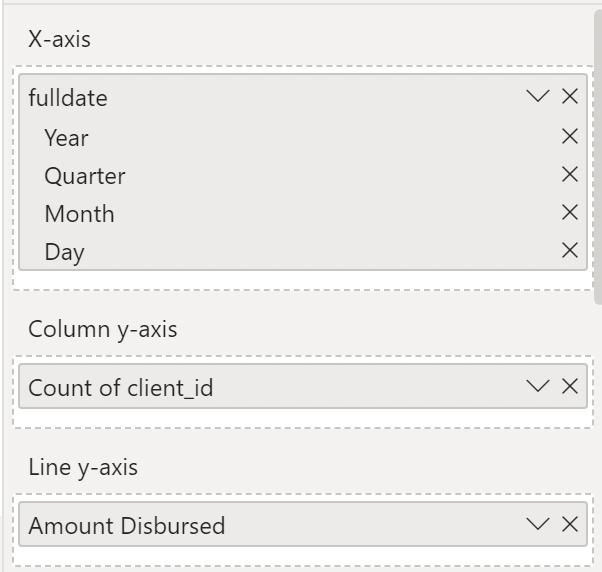 X-axis
fulldate
Year
Quarter
Month
Day
Column y-axis
Count of client_id
Line y-axis
Amount Disbursed